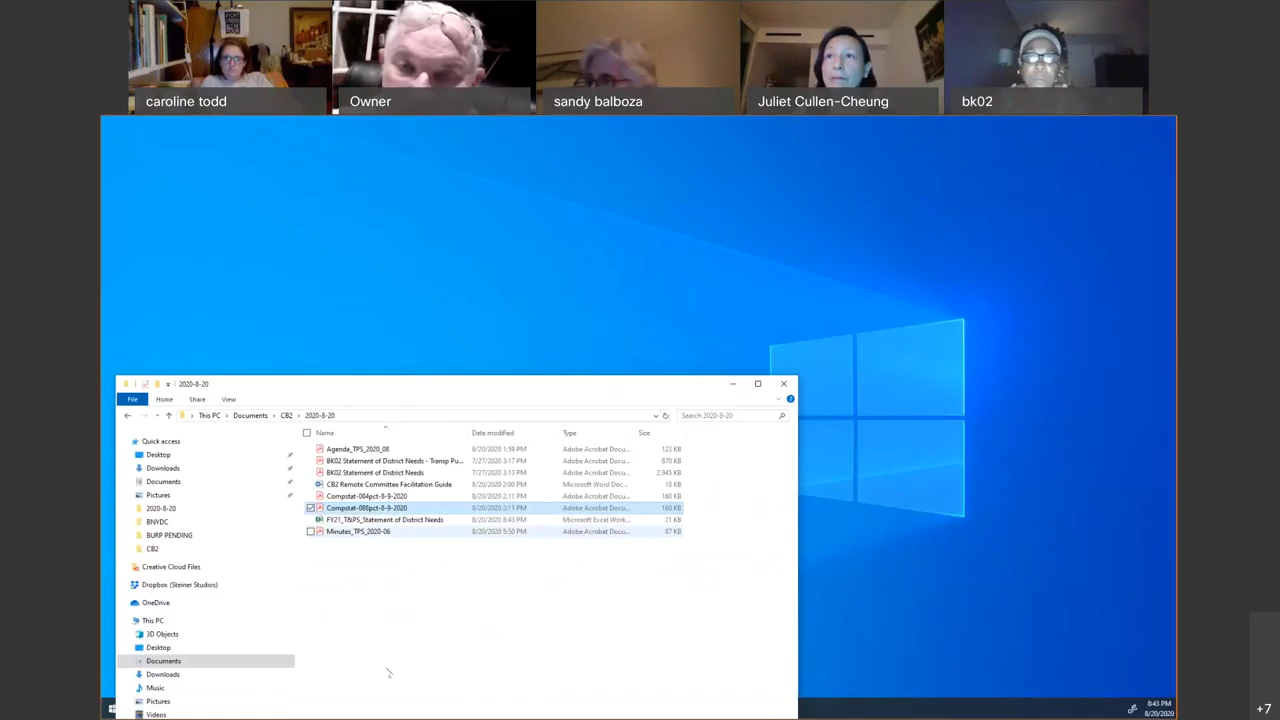 caroline todd
Owner
sandy balboza
Juliet Cullen-Cheung
bk02
2020-8-20
File Home Share View
This PC Documents CB2 2020-8-20
Search 2020-8-20
Name Date modified Type Size
Quick access
Desktop
Downloads
Documents
Pictures
2020-8-20
BNYDC
BURP PENDING
CB2
Creative Cloud Files
Dropbox (Steiner Studios)
OneDrive
This PC
3D Objects
Desktop
Documents
Downloads
Music
Pictures
Videos
Agenda_TPS_2020_08 8/20/2020 1:59 PM Adobe Acrobat Docu... 123 KB
BK02 Statement of District Needs - Transp Pu... 7/27/2020 3:17 PM Adobe Acrobat Docu... 870 KB
BK02 Statement of District Needs 7/27/2020 3:13 PM Adobe Acrobat Docu... 2,945 KB
CB2 Remote Committee Facilitation Guide 8/20/2020 2:00 PM Microsoft Word Doc... 18 KB
Compstat-084pct-8-9-2020 8/20/2020 2:11 PM Adobe Acrobat Docu... 160 KB
Compstat-088pct-8-9-2020 8/20/2020 2:11 PM Adobe Acrobat Docu... 160 KB
FY21_T&PS_Statement of District Needs 8/20/2020 8:43 PM Microsoft Excel Work... 21 KB
Minutes_TPS_2020-06 8/20/2020 5:50 PM Adobe Acrobat Docu... 87 KB
8:43 PM
8/20/2020
+7